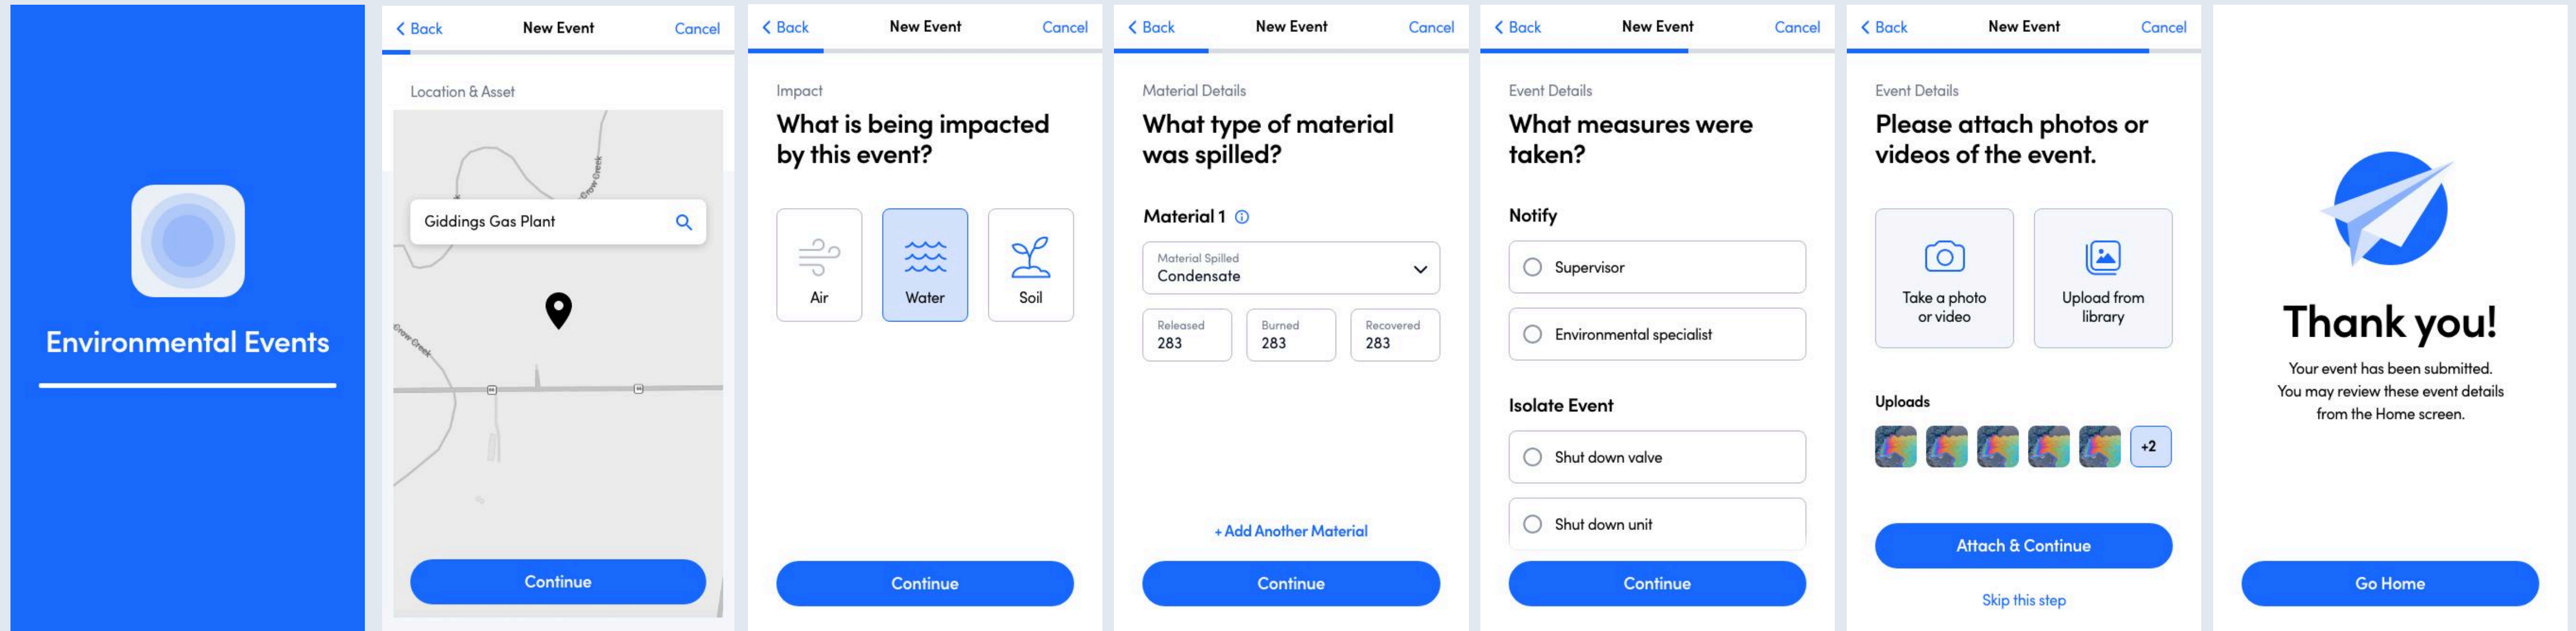 Environmental Events
Back
New Event
Cancel
Location & Asset
Crow Creek
Giddings Gas Plant
Crow Creek
Continue
Back
New Event
Cancel
Impact
What is being impacted
by this event?
Air
Water
Soil
Continue
Back
New Event
Cancel
Material Details
What type of material
was spilled?
Material 1
Material Spilled
Condensate
Released
283
Burned
283
Recovered
283
+ Add Another Material
Continue
Back
New Event
Cancel
Event Details
What measures were
taken?
Notify
Supervisor
Environmental specialist
Isolate Event
Shut down valve
Shut down unit
Continue
Back
New Event
Cancel
Event Details
Please attach photos or
videos of the event.
Take a photo
or video
Upload from
library
Uploads
+2
Attach & Continue
Skip this step
Thank you!
Your event has been submitted.
You may review these event details
from the Home screen.
Go Home